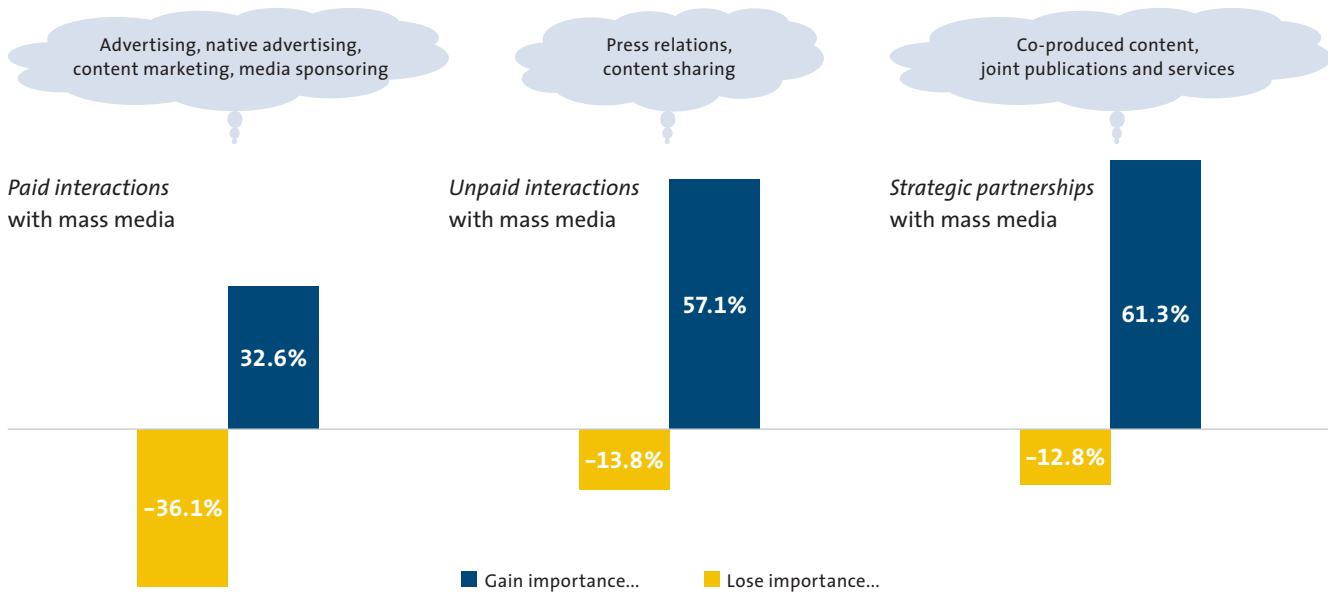 Advertising, native advertising,
content marketing, media sponsoring
Press relations,
content sharing
Co-produced content,
joint publications and services
Paid interactions
with mass media
Unpaid interactions
with mass media
Strategic partnerships
with mass media
32.6%
57.1%
61.3%
–36.1%
–13.8%
–12.8%
Gain importance...
Lose importance...